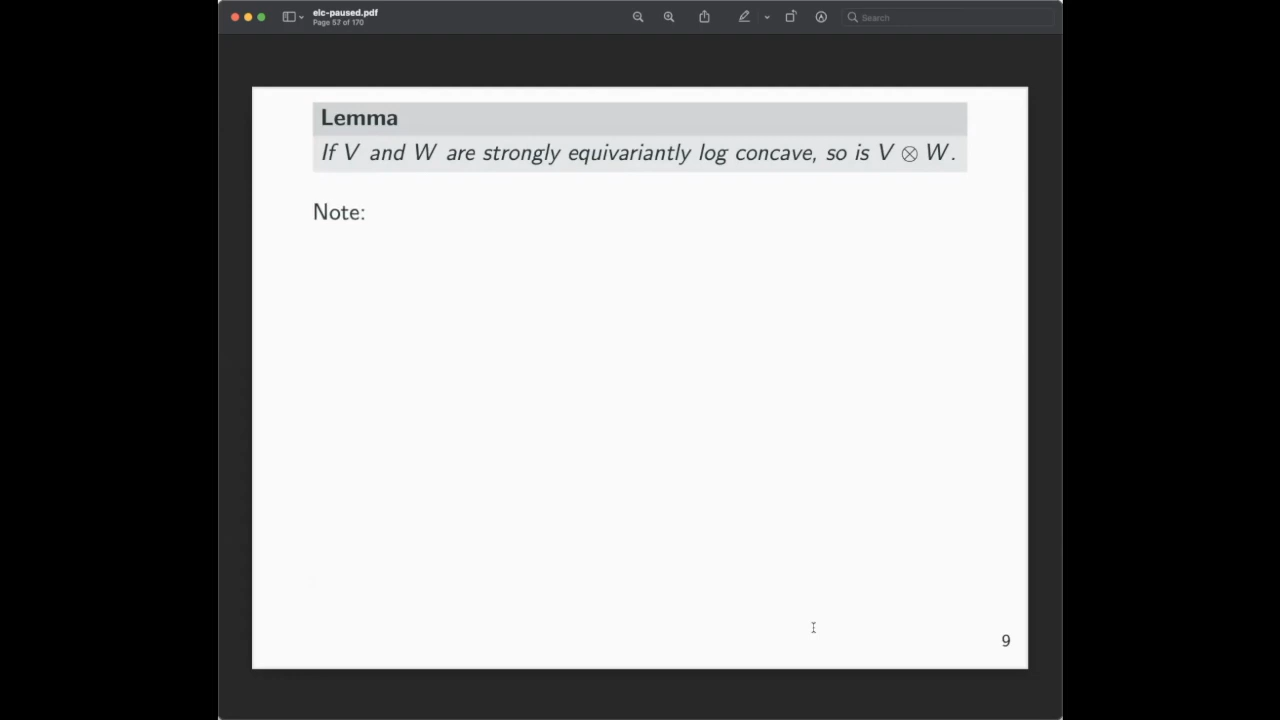 elc-paused.pdf
Page 57 of 170
Search
Lemma
If V and W are strongly equivariantly log concave, so is V ⊗ W.
Note:
9